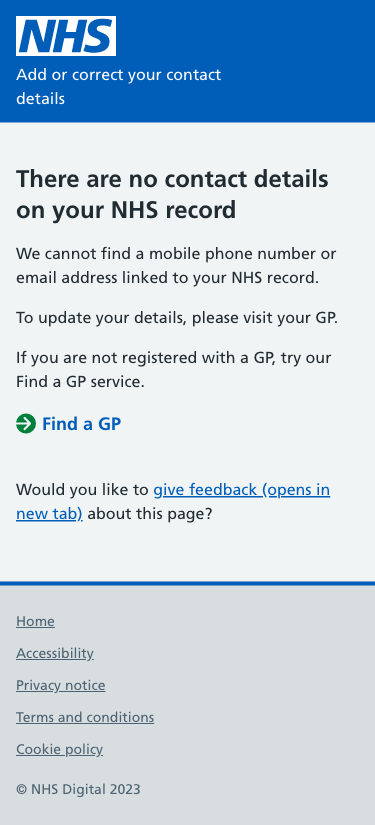 NHS
Add or correct your contact
details
There are no contact details
on your NHS record
We cannot find a mobile phone number or
email address linked to your NHS record.
To update your details, please visit your GP.
If you are not registered with a GP, try our
Find a GP service.
Find a GP
Would you like to give feedback (opens in
new tab) about this page?
Home
Accessibility
Privacy notice
Terms and conditions
Cookie policy
© NHS Digital 2023